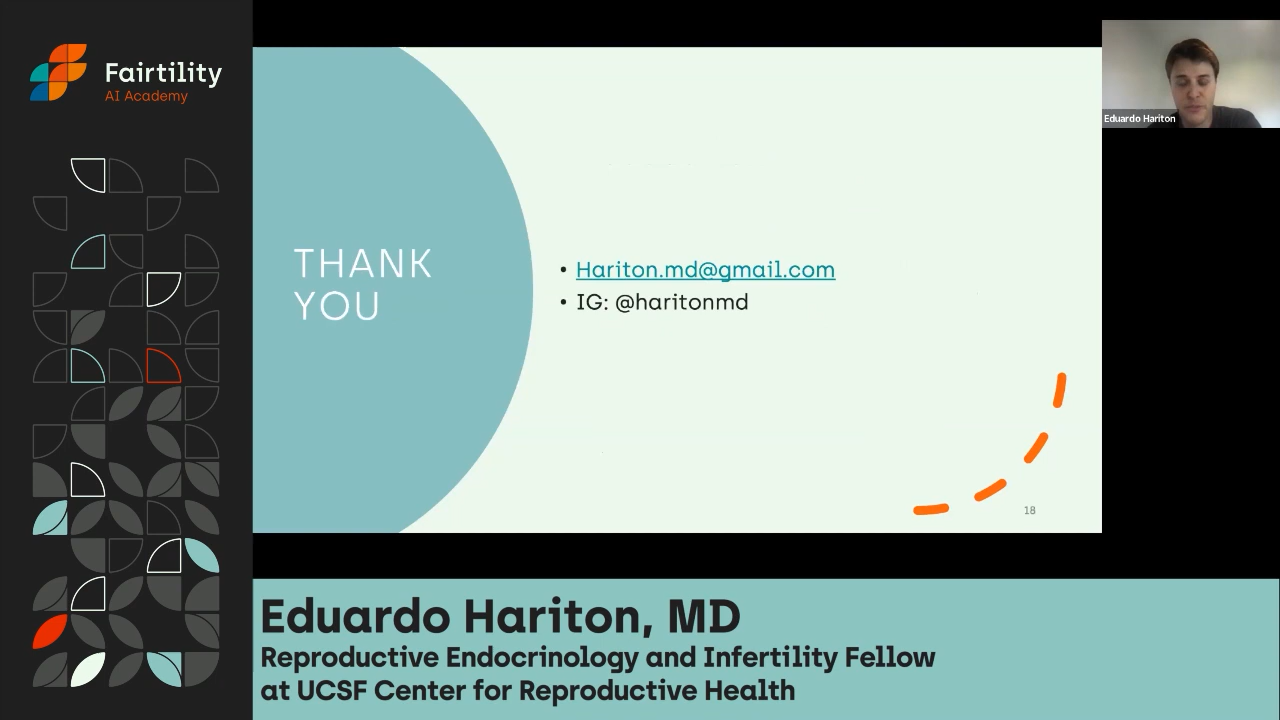 Fairtility
AI Academy
THANK
YOU
• Hariton.md@gmail.com
• IG: @haritonmd
18
Eduardo Hariton
Eduardo Hariton, MD
Reproductive Endocrinology and Infertility Fellow
at UCSF Center for Reproductive Health